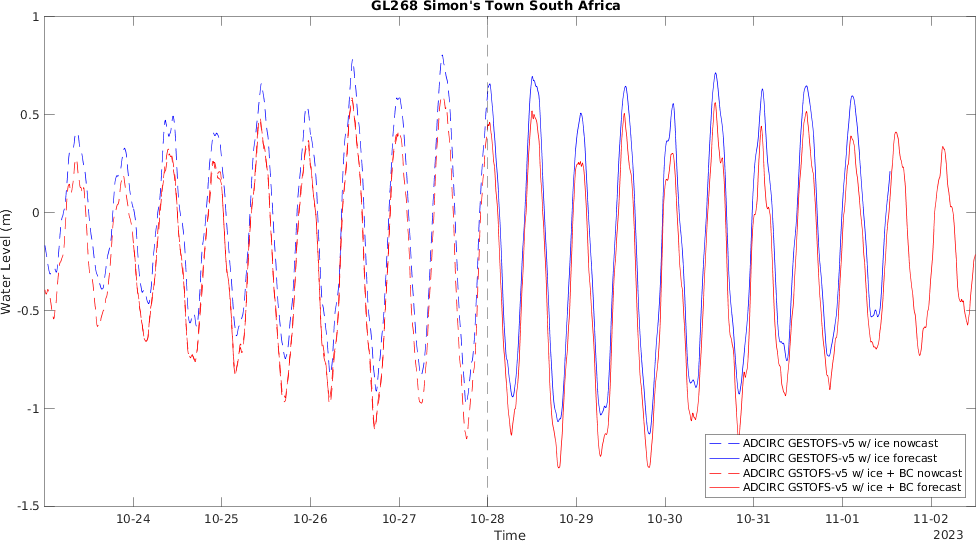 GL268 Simon's Town South Africa
1
0.5
0
-0.5
-1
-1.5
Water Level (m)
ADCIRC GESTOFS-v5 w/ ice nowcast
ADCIRC GESTOFS-v5 w/ ice forecast
ADCIRC GSTOFS-v5 w/ ice + BC nowcast
ADCIRC GSTOFS-v5 w/ ice + BC forecast
10-24 10-25 10-26 10-27 10-28 10-29 10-30 10-31 11-01 11-02
Time
2023